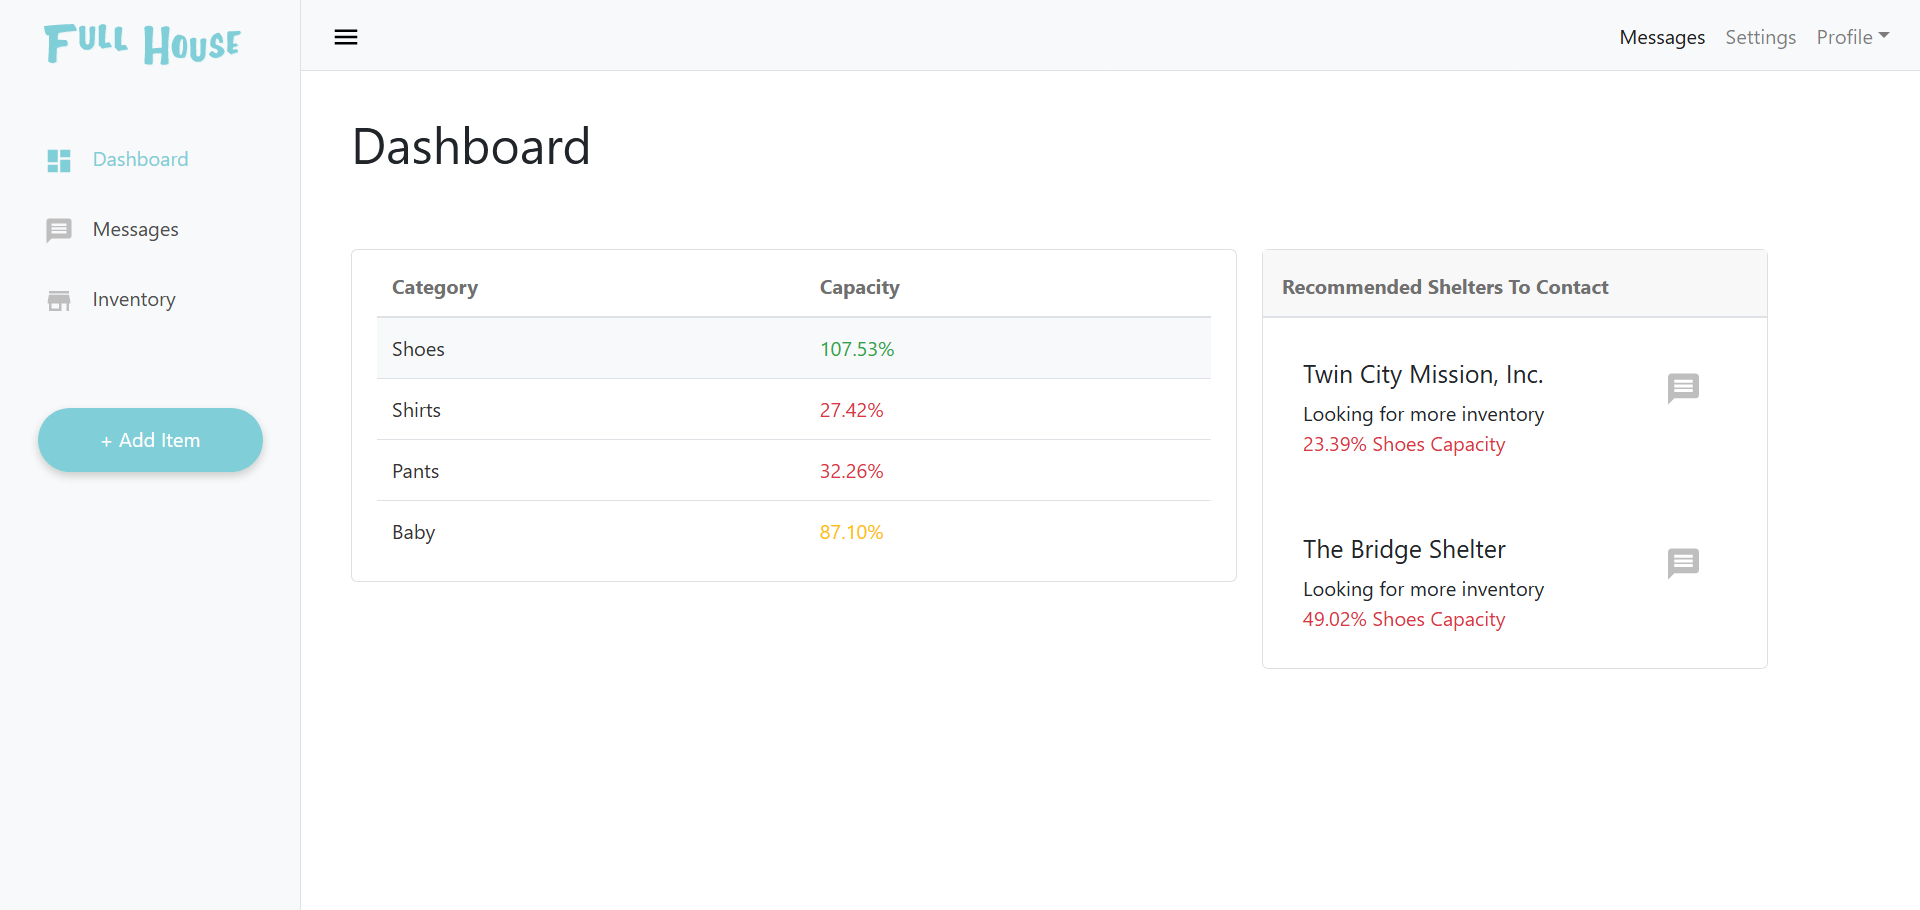 Full House
Messages Settings Profile
Dashboard
Messages
Inventory
+ Add Item
Dashboard
Category Capacity
Shoes 107.53%
Shirts 27.42%
Pants 32.26%
Baby 87.10%
Recommended Shelters To Contact
Twin City Mission, Inc.
Looking for more inventory
23.39% Shoes Capacity
The Bridge Shelter
Looking for more inventory
49.02% Shoes Capacity